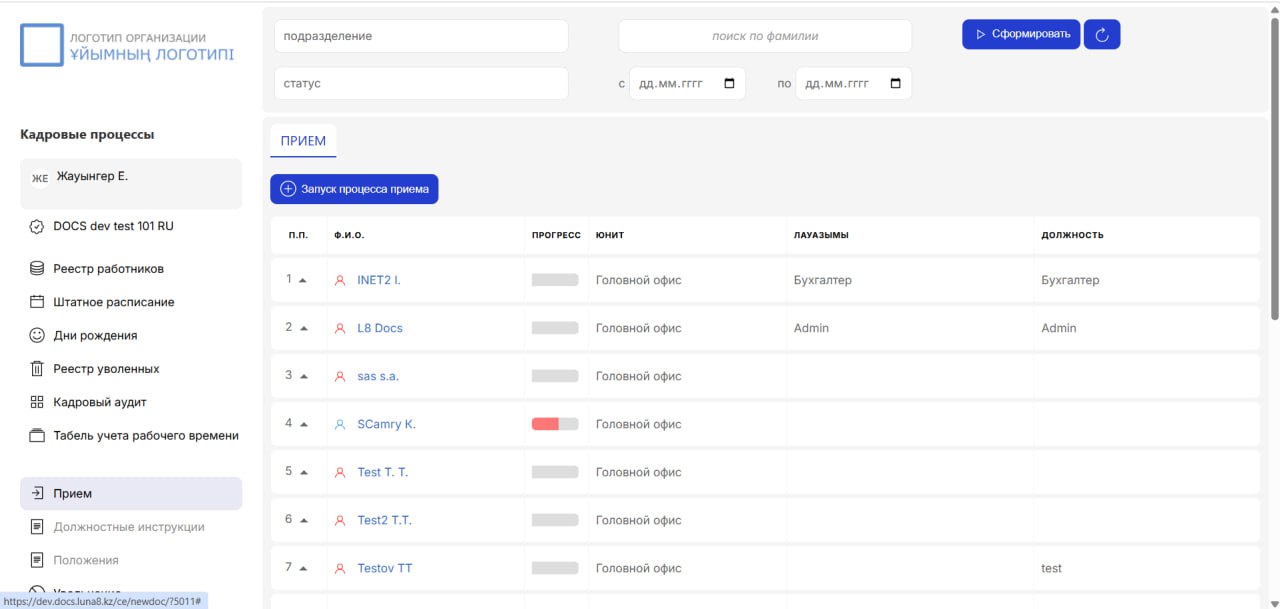 ЛОГОТИП ОРГАНИЗАЦИИ
ҰЙЫМНЫҢ ЛОГОТИПІ
Кадровые процессы
ЖЕ Жауынгер Е.
DOCS dev test 101 RU
Реестр работников
Штатное расписание
Дни рождения
Реестр уволенных
Кадровый аудит
Табель учета рабочего времени
Прием
Должностные инструкции
Положения
https://dev.docs.luna8.kz/ce/newdoc/?5011#
подразделение поиск по фамилии Сформировать
статус с дд.мм.гггг по дд.мм.гггг
ПРИЕМ
Запуск процесса приема
П.П. Ф.И.О. ПРОГРЕСС ЮНИТ ЛАУАЗЫМЫ ДОЛЖНОСТЬ
1 INET2 I. Головной офис Бухгалтер Бухгалтер
2 L8 Docs Головной офис Admin Admin
3 sas s.a. Головной офис
4 SCamry K. Головной офис
5 Test T. T. Головной офис
6 Test2 T.T. Головной офис
7 Testov TT Головной офис test